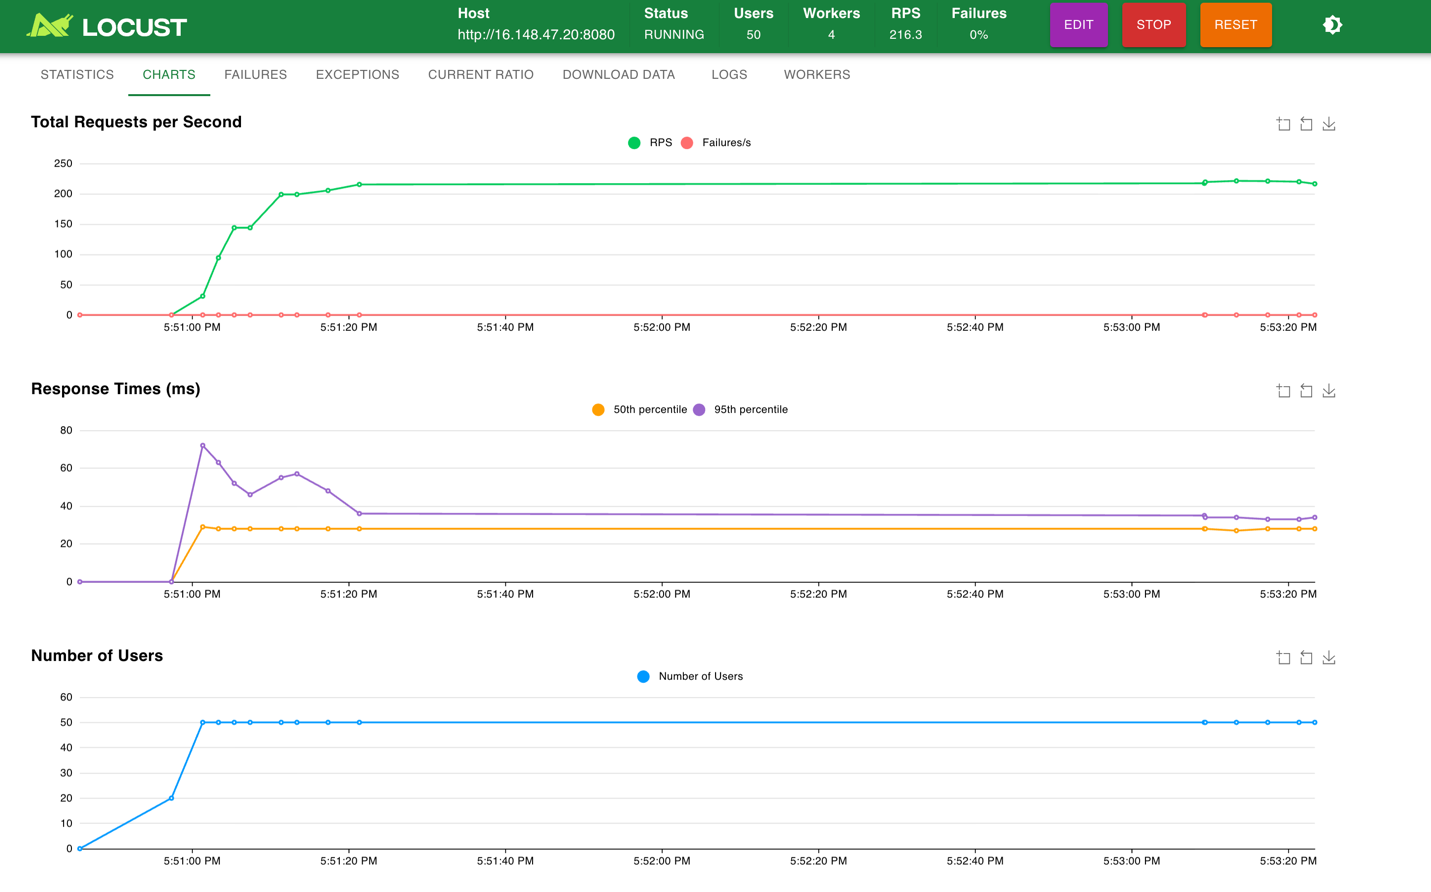 LOCUST
Host
http://16.148.47.20:8080
Status
RUNNING
Users
50
Workers
4
RPS
216.3
Failures
0%
EDIT
STOP
RESET
STATISTICS CHARTS FAILURES EXCEPTIONS CURRENT RATIO DOWNLOAD DATA LOGS WORKERS
Total Requests per Second
RPS Failures/s
250
200
150
100
50
0
5:51:00 PM 5:51:20 PM 5:51:40 PM 5:52:00 PM 5:52:20 PM 5:52:40 PM 5:53:00 PM 5:53:20 PM
Response Times (ms)
50th percentile 95th percentile
80
60
40
20
0
5:51:00 PM 5:51:20 PM 5:51:40 PM 5:52:00 PM 5:52:20 PM 5:52:40 PM 5:53:00 PM 5:53:20 PM
Number of Users
Number of Users
60
50
40
30
20
10
0
5:51:00 PM 5:51:20 PM 5:51:40 PM 5:52:00 PM 5:52:20 PM 5:52:40 PM 5:53:00 PM 5:53:20 PM